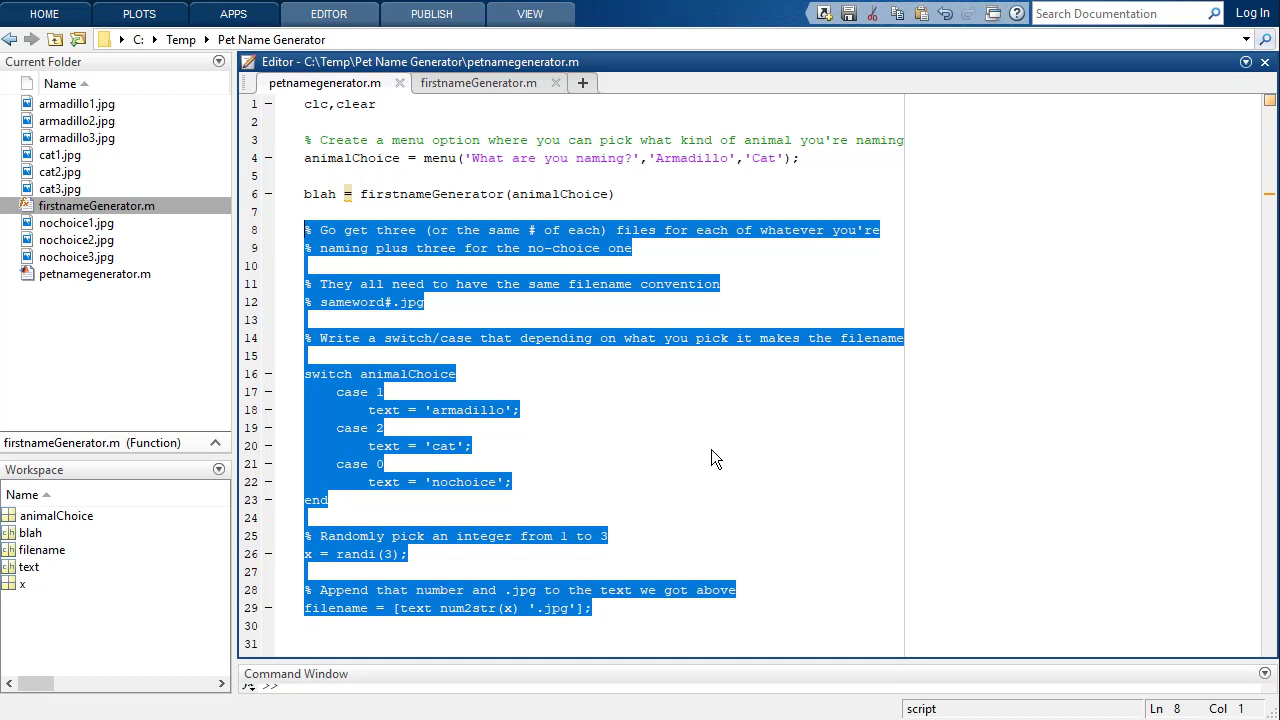 HOME PLOTS APPS EDITOR PUBLISH VIEW Search Documentation Log In
C: Temp Pet Name Generator
Current Folder
Name
armadillo1.jpg
armadillo2.jpg
armadillo3.jpg
cat1.jpg
cat2.jpg
cat3.jpg
firstnameGenerator.m
nochoice1.jpg
nochoice2.jpg
nochoice3.jpg
petnamegenerator.m
firstnameGenerator.m (Function)
Workspace
Name
animalChoice
blah
filename
text
x
Editor - C:\Temp\Pet Name Generator\petnamegenerator.m
petnamegenerator.m firstnameGenerator.m
1 clc,clear
2
3 % Create a menu option where you can pick what kind of animal you're naming
4 animalChoice = menu('What are you naming?','Armadillo','Cat');
5
6 blah = firstnameGenerator(animalChoice)
7
8 % Go get three (or the same # of each) files for each of whatever you're
9 % naming plus three for the no-choice one
10
11 % They all need to have the same filename convention
12 % sameword#.jpg
13
14 % Write a switch/case that depending on what you pick it makes the filename
15
16 switch animalChoice
17 case 1
18 text = 'armadillo';
19 case 2
20 text = 'cat';
21 case 0
22 text = 'nochoice';
23 end
24
25 % Randomly pick an integer from 1 to 3
26 x = randi(3);
27
28 % Append that number and .jpg to the text we got above
29 filename = [text num2str(x) '.jpg'];
30
31
Command Window
fx >>
script Ln 8 Col 1